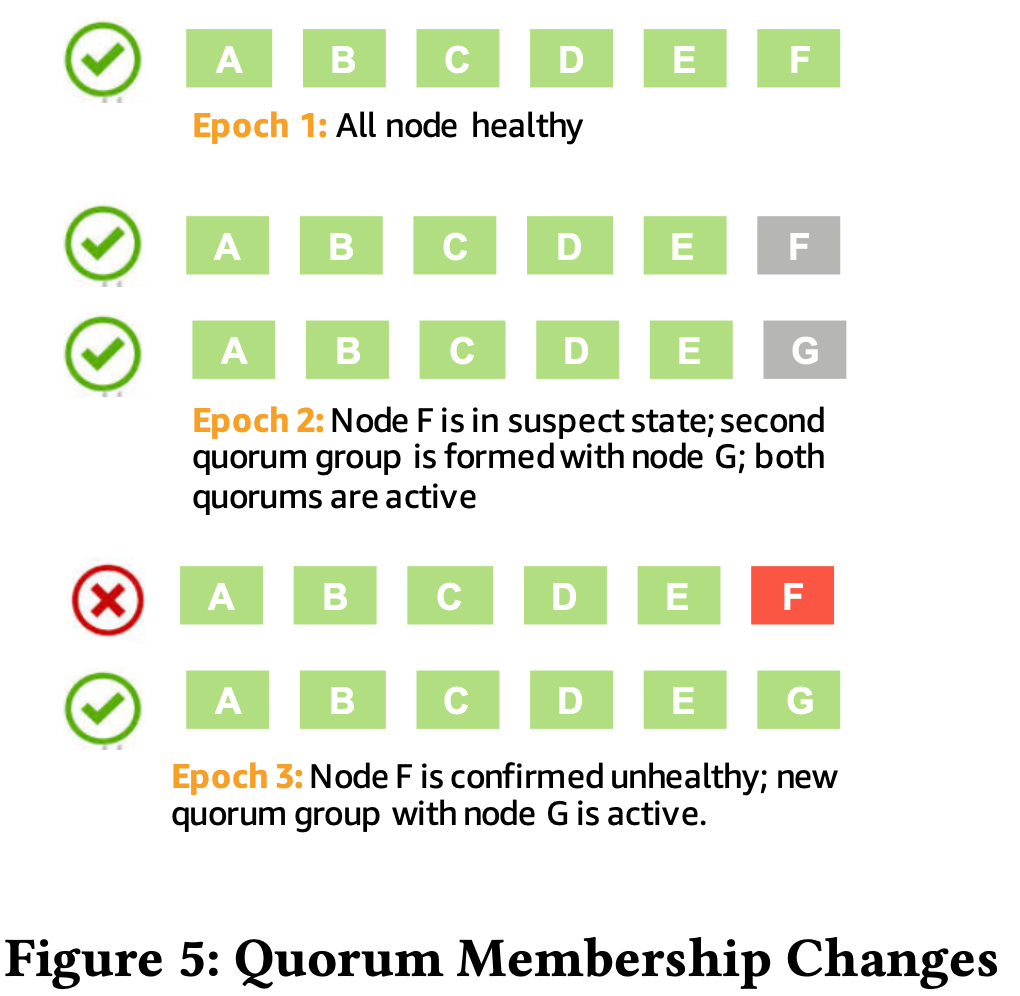 A B C D E F
Epoch 1: All node healthy
A B C D E F
A B C D E G
Epoch 2: Node F is in suspect state; second
quorum group is formed with node G; both
quorums are active
A B C D E F
A B C D E G
Epoch 3: Node F is confirmed unhealthy; new
quorum group with node G is active.
Figure 5: Quorum Membership Changes